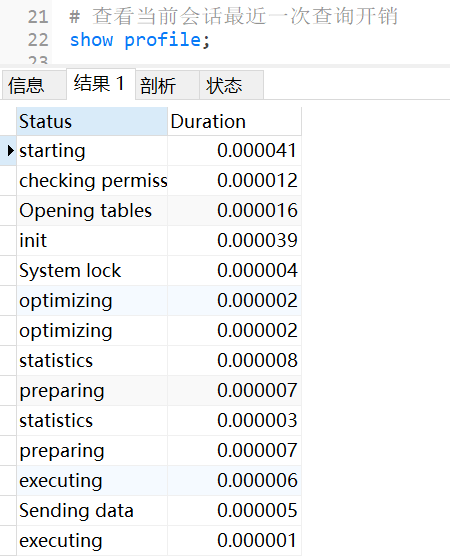 21 # 查看当前会话最近一次查询开销
22 show profile;
23
信息 结果 1 剖析 状态
Status Duration
starting 0.000041
checking permiss 0.000012
Opening tables 0.000016
init 0.000039
System lock 0.000004
optimizing 0.000002
optimizing 0.000002
statistics 0.000008
preparing 0.000007
statistics 0.000003
preparing 0.000007
executing 0.000006
Sending data 0.000005
executing 0.000001